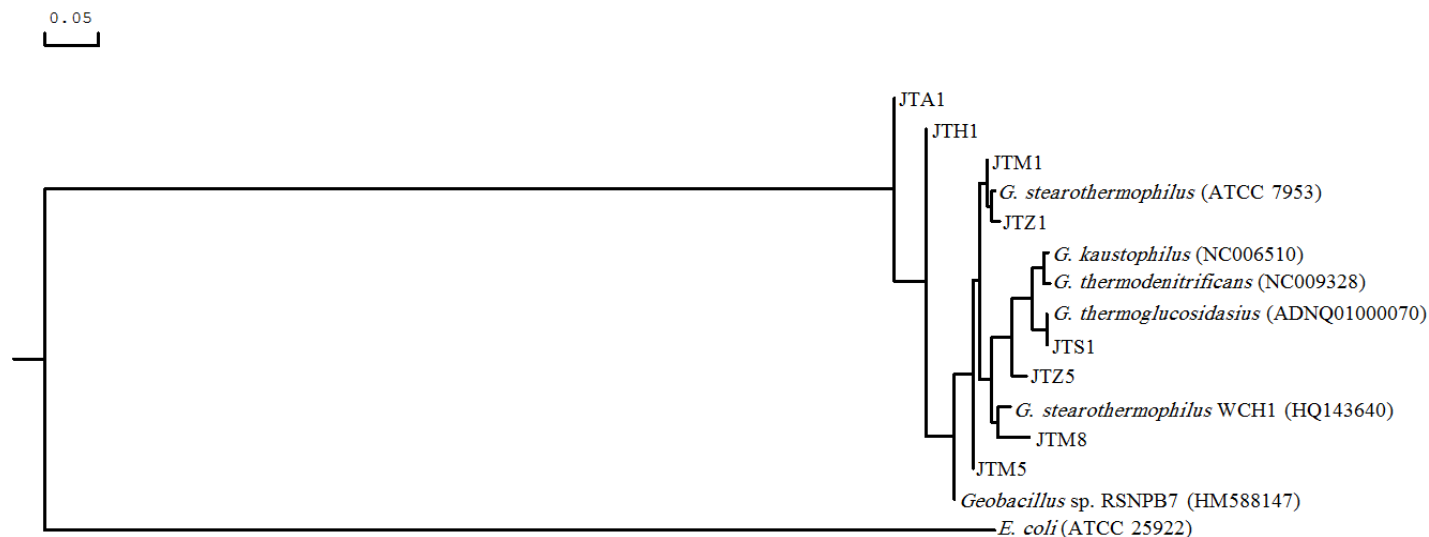 0.05
JTA1
JTH1
JTM1
G. stearothermophilus (ATCC 7953)
JTZ1
G. kaustophilus (NC006510)
G. thermodenitrificans (NC009328)
G. thermoglucosidasius (ADNQ01000070)
JTS1
JTZ5
G. stearothermophilus WCH1 (HQ143640)
JTM8
JTM5
Geobacillus sp. RSNPB7 (HM588147)
E. coli (ATCC 25922)